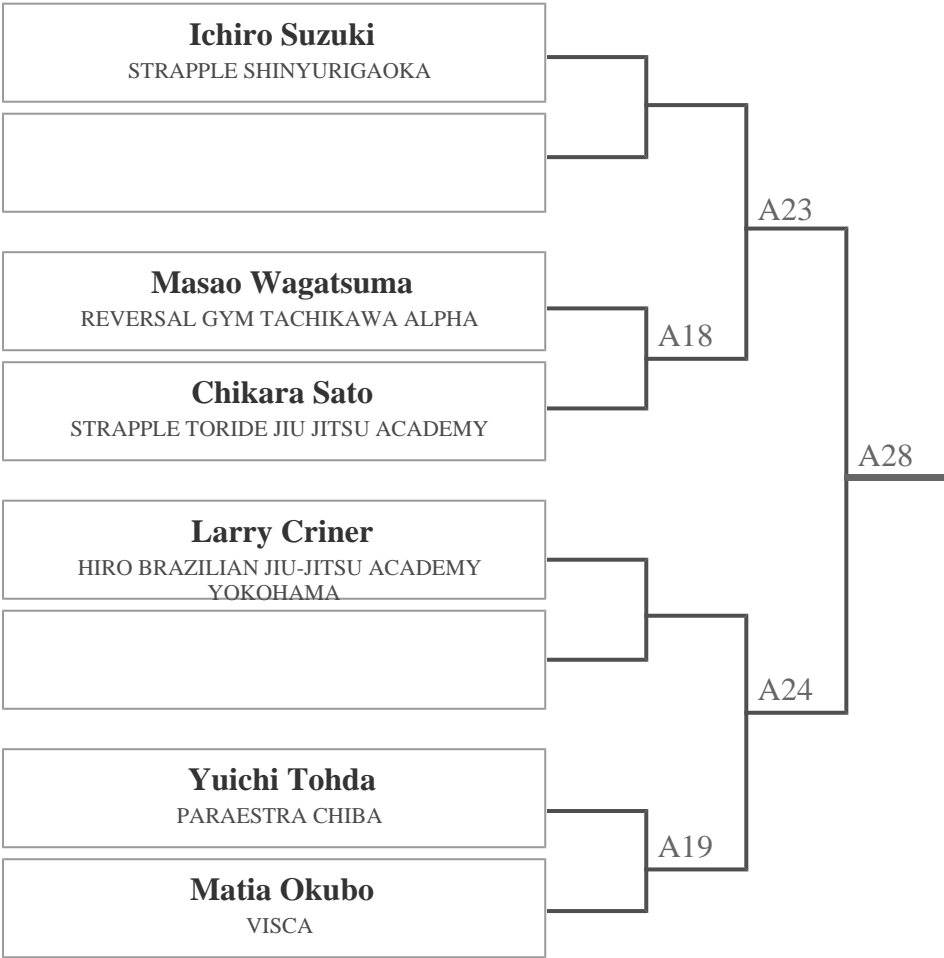 Ichiro Suzuki
STRAPPLE SHINYURIGAOKA
A23
Masao Wagatsuma
REVERSAL GYM TACHIKAWA ALPHA
A18
Chikara Sato
STRAPPLE TORIDE JIU JITSU ACADEMY
A28
Larry Criner
HIRO BRAZILIAN JIU-JITSU ACADEMY
YOKOHAMA
A24
Yuichi Tohda
PARAESTRA CHIBA
A19
Matia Okubo
VISCA